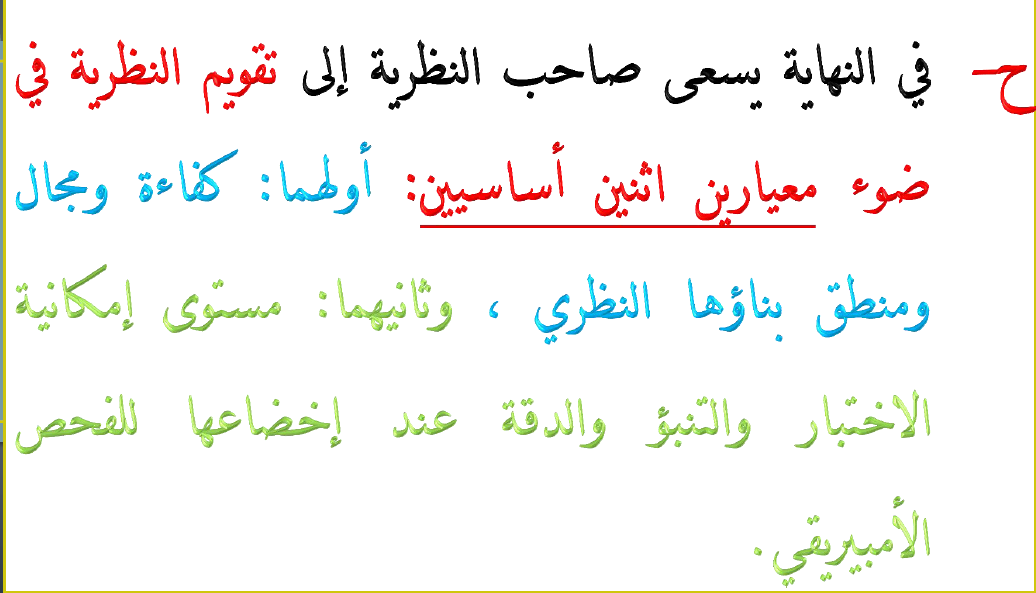 ح- في النهاية يسعى صاحب النظرية إلى تقويم النظرية في
ضوء معيارين اثنين أساسيين: أولهما: كفاءة ومجال
ومنطق بناؤها النظري ، وثانيهما: مستوى إمكانية
الاختبار والتنبؤ والدقة عند إخضاعها للفحص
الأمبيريقي.